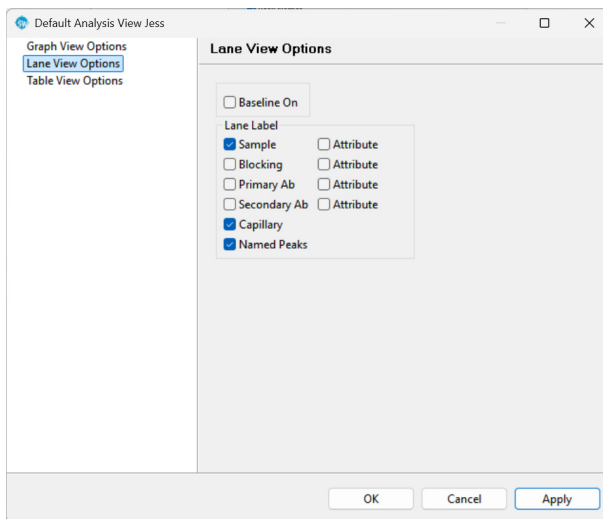 SW Default Analysis View Jess
Graph View Options
Lane View Options
Table View Options
Lane View Options
Baseline On
Lane Label
Sample Attribute
Blocking Attribute
Primary Ab Attribute
Secondary Ab Attribute
Capillary
Named Peaks
OK Cancel Apply